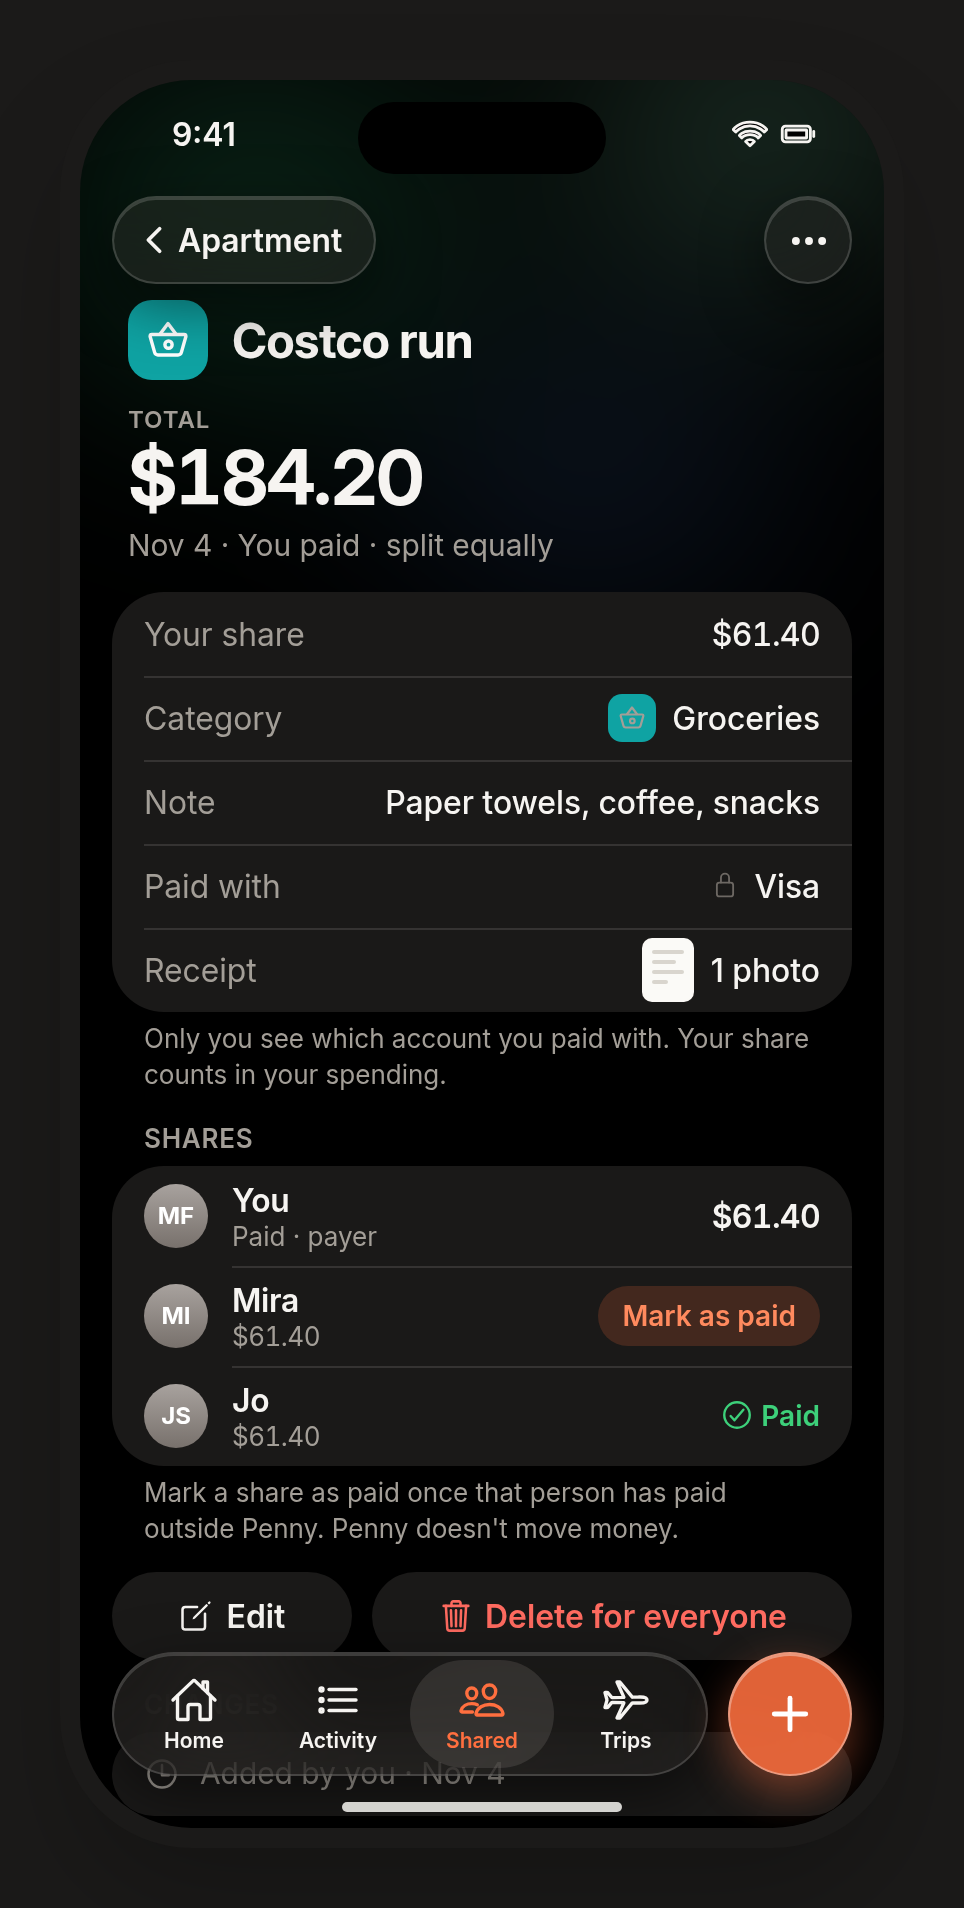 9:41
Apartment
Costco run
TOTAL
$184.20
Nov 4 · You paid · split equally
Your share $61.40
Category Groceries
Note Paper towels, coffee, snacks
Paid with Visa
Receipt 1 photo
Only you see which account you paid with. Your share
counts in your spending.
SHARES
MF You $61.40
Paid · payer
MI Mira Mark as paid
$61.40
JS Jo Paid
$61.40
Mark a share as paid once that person has paid
outside Penny. Penny doesn't move money.
Edit Delete for everyone
Home Activity Shared Trips
Added by you · Nov 4